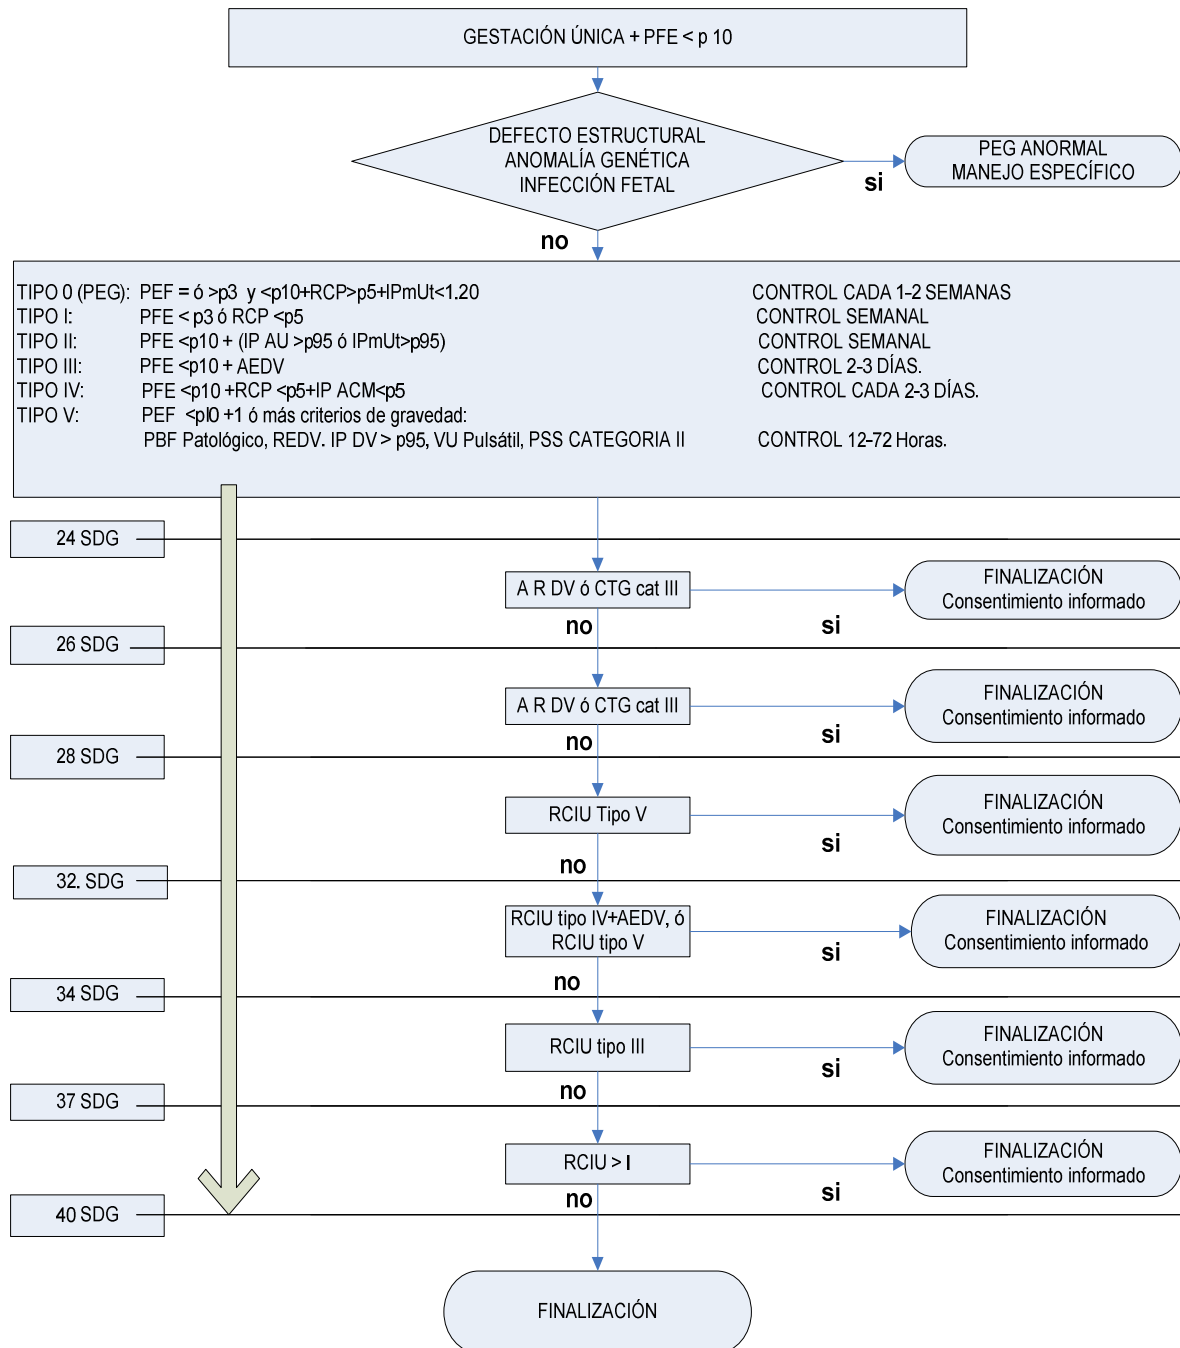 GESTACIÓN ÚNICA + PFE < p 10
DEFECTO ESTRUCTURAL
ANOMALÍA GENÉTICA
INFECCIÓN FETAL
si
PEG ANORMAL
MANEJO ESPECÍFICO
no
TIPO 0 (PEG): PEF = ó >p3 y <p10+RCP>p5+IPmUt<1.20 CONTROL CADA 1-2 SEMANAS
TIPO I: PFE < p3 ó RCP <p5 CONTROL SEMANAL
TIPO II: PFE <p10 + (IP AU >p95 ó IPmUt>p95) CONTROL SEMANAL
TIPO III: PFE <p10 + AEDV CONTROL 2-3 DÍAS.
TIPO IV: PFE <p10 +RCP <p5+IP ACM<p5 CONTROL CADA 2-3 DÍAS.
TIPO V: PEF <pl0 +1 ó más criterios de gravedad:
PBF Patológico, REDV. IP DV > p95, VU Pulsátil, PSS CATEGORIA II CONTROL 12-72 Horas.
24 SDG
A R DV ó CTG cat III
FINALIZACIÓN
Consentimiento informado
no
si
26 SDG
A R DV ó CTG cat III
FINALIZACIÓN
Consentimiento informado
no
si
28 SDG
RCIU Tipo V
FINALIZACIÓN
Consentimiento informado
no
si
32. SDG
RCIU tipo IV+AEDV, ó
RCIU tipo V
FINALIZACIÓN
Consentimiento informado
no
si
34 SDG
RCIU tipo III
FINALIZACIÓN
Consentimiento informado
no
si
37 SDG
RCIU > I
FINALIZACIÓN
Consentimiento informado
no
si
40 SDG
FINALIZACIÓN